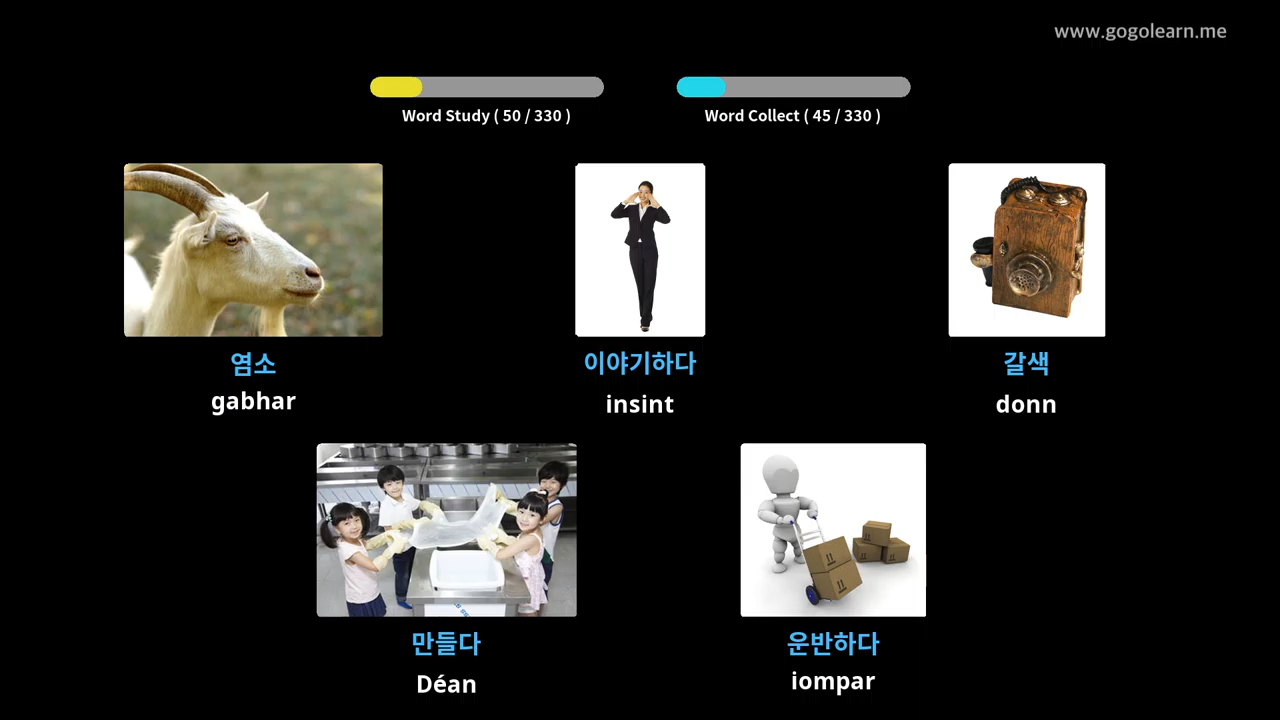 www.gogolearn.me
Word Study ( 50 / 330 )
Word Collect ( 45 / 330 )
염소
gabhar
이야기하다
insint
갈색
donn
만들다
Déan
운반하다
iompar